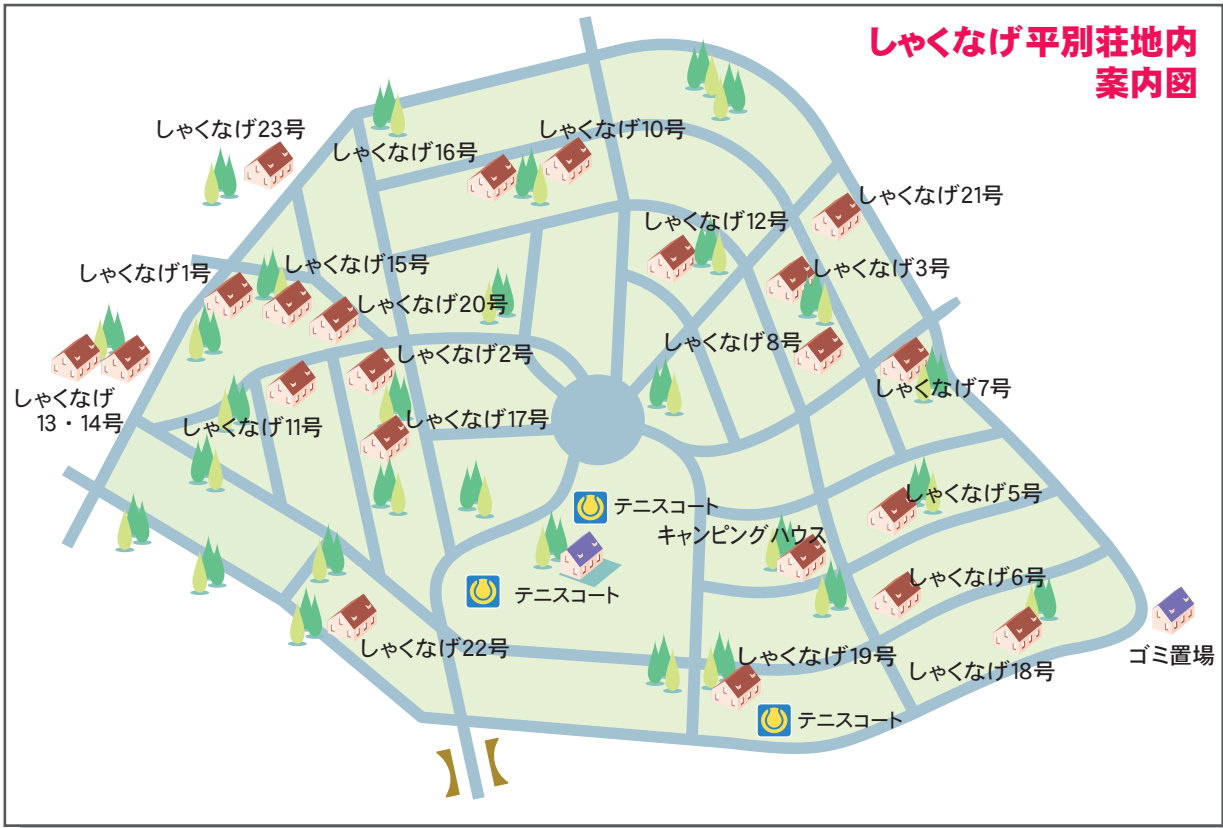 しゃくなげ平別荘地内
案内図
しゃくなげ23号
しゃくなげ16号
しゃくなげ10号
しゃくなげ21号
しゃくなげ12号
しゃくなげ1号
しゃくなげ15号
しゃくなげ3号
しゃくなげ20号
しゃくなげ2号
しゃくなげ8号
しゃくなげ7号
しゃくなげ
13・14号
しゃくなげ11号
しゃくなげ17号
しゃくなげ5号
テニスコート
キャンピングハウス
しゃくなげ6号
テニスコート
しゃくなげ22号
しゃくなげ19号
しゃくなげ18号
ゴミ置場
テニスコート